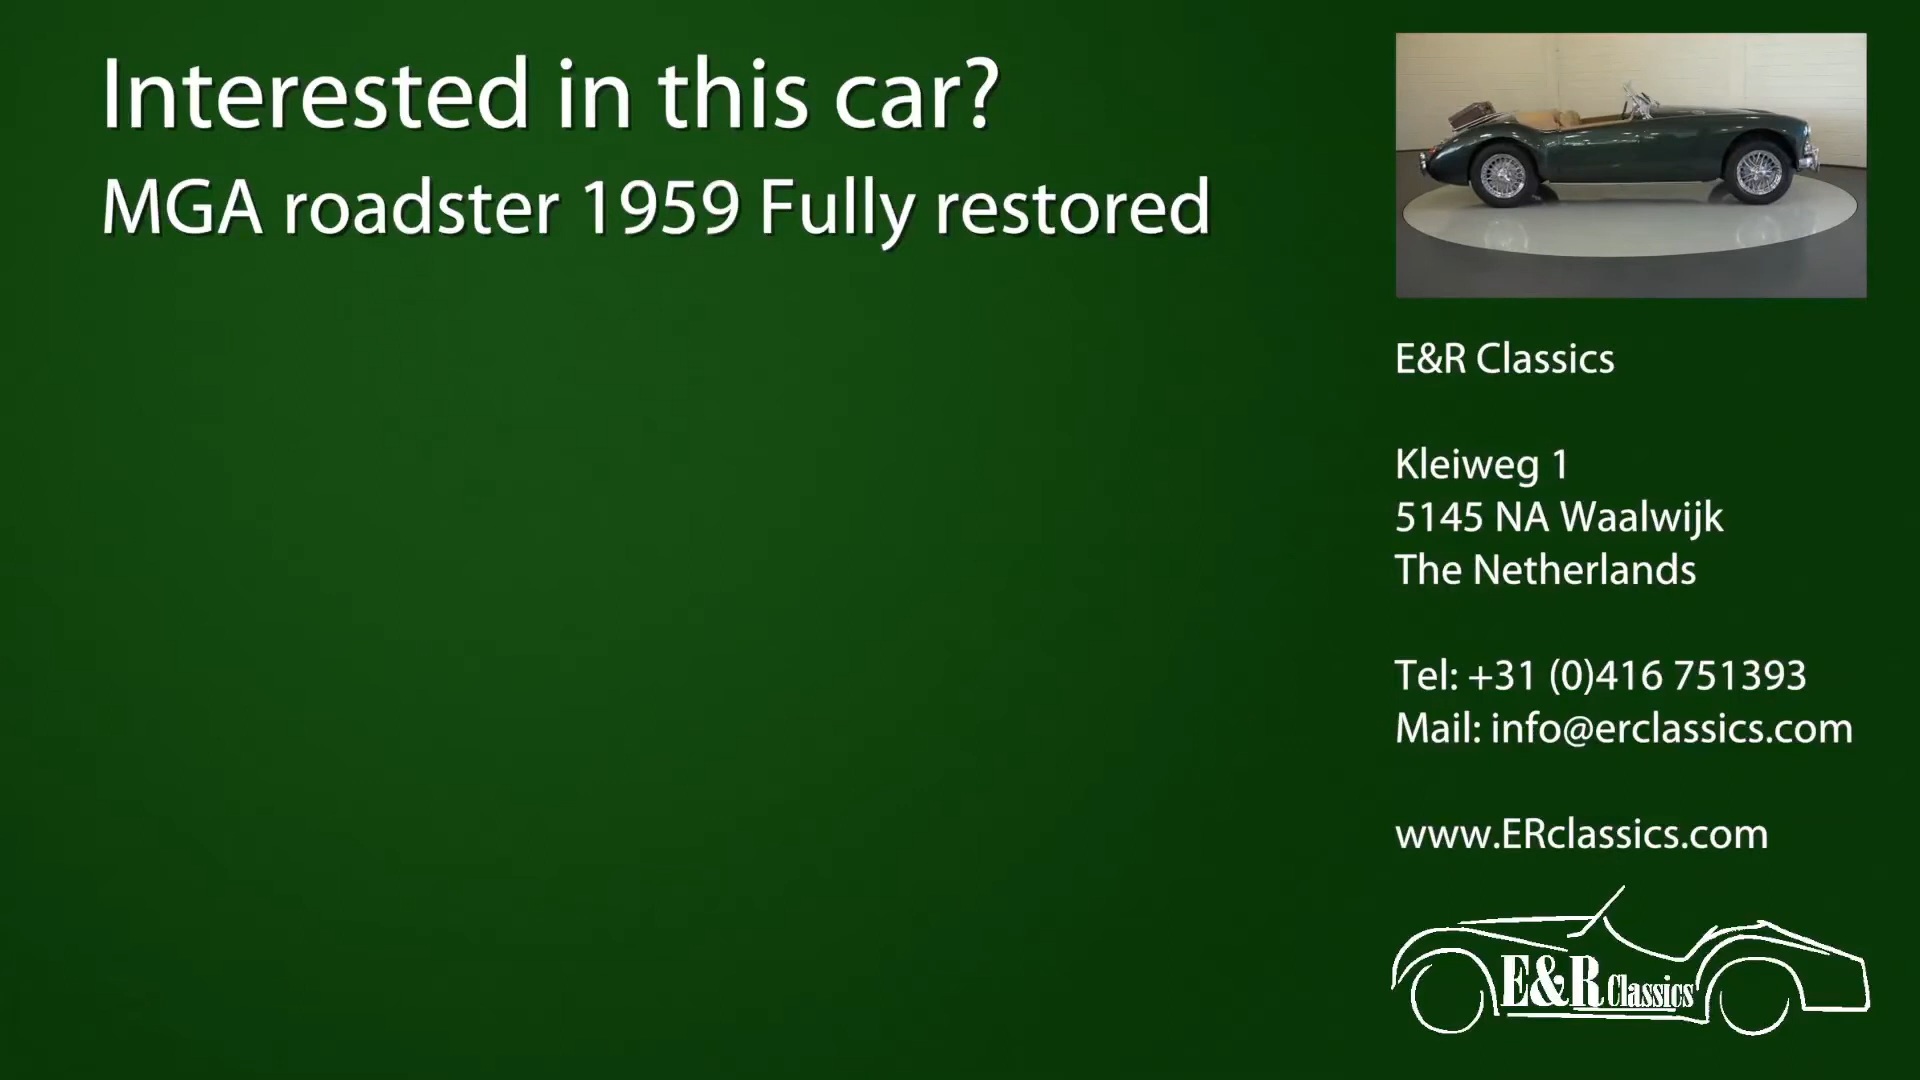 Interested in this car?
MGA roadster 1959 Fully restored
E&R Classics
Kleiweg 1
5145 NA Waalwijk
The Netherlands
Tel: +31 (0)416 751393
Mail: info@erclassics.com
www.ERclassics.com
E&R Classics